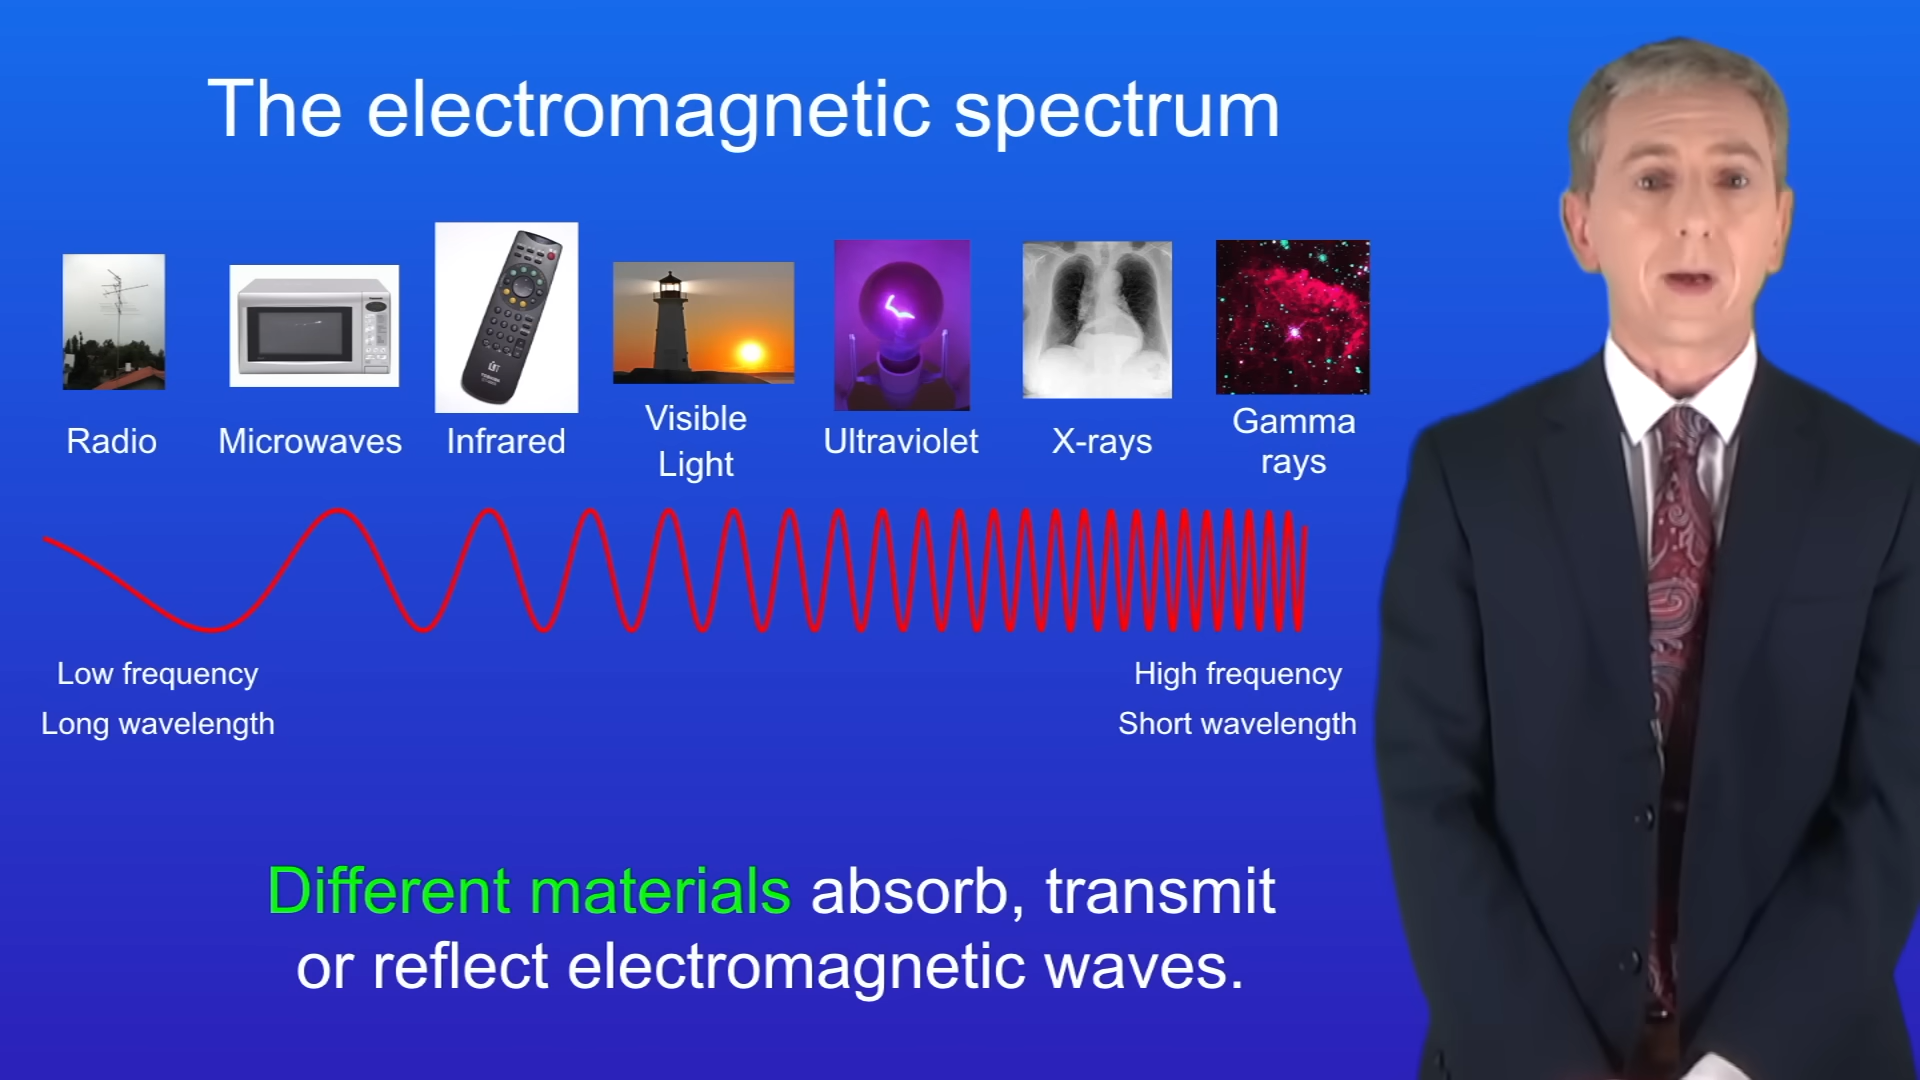 The electromagnetic spectrum
Radio
Microwaves
Infrared
Visible
Light
Ultraviolet
X-rays
Gamma
rays
Low frequency
Long wavelength
High frequency
Short wavelength
Different materials absorb, transmit
or reflect electromagnetic waves.